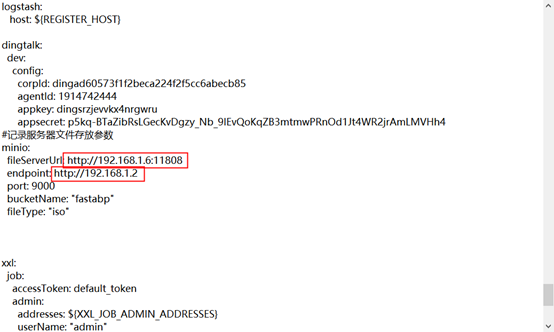 logstash:
host: ${REGISTER_HOST}
dingtalk:
dev:
config:
corpId: dingad60573f1f2beca224f2f5cc6abecb85
agentId: 1914742444
appkey: dingsrzjevvkx4nrgwru
appsecret: p5kq-BTaZibRsLGecKvDgzy_Nb_9IEvQoKqZB3mtmwPRnOd1Jt4WR2jrAmLMVHh4
#记录服务器文件存放参数
minio:
fileServerUrl: http://192.168.1.6:11808
endpoint: http://192.168.1.2
port: 9000
bucketName: "fastabp"
fileType: "iso"
xxl:
job:
accessToken: default_token
admin:
addresses: ${XXL_JOB_ADMIN_ADDRESSES}
userName: "admin"